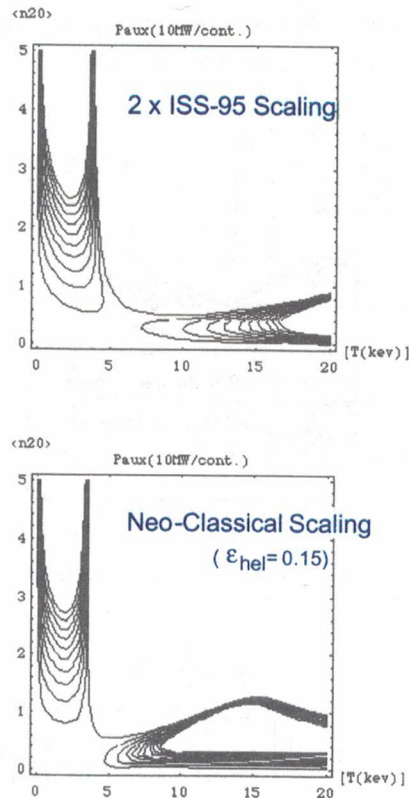 <n20>
Paux(10MW/cont.)
5
4
3
2
1
0
2 x ISS-95 Scaling
0 5 10 15 20
[T(kev)]
<n20>
Paux(10MW/cont.)
5
4
3
2
1
0
Neo-Classical Scaling
( εhel= 0.15)
0 5 10 15 20
[T(kev)]